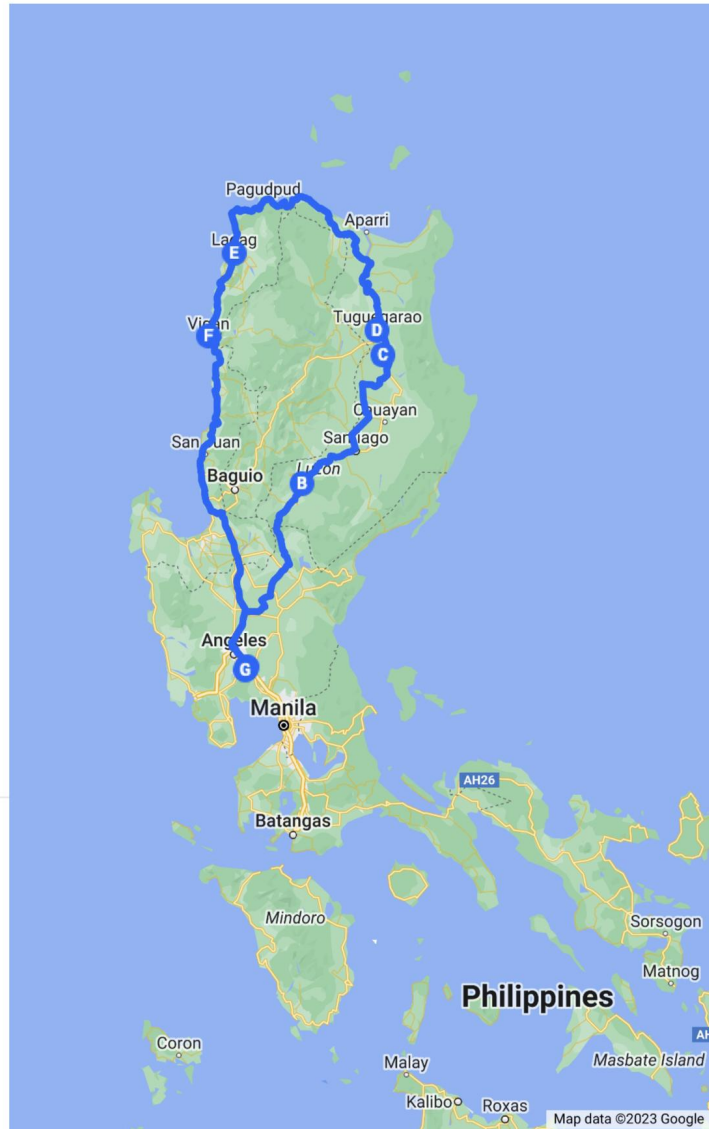 Pagudpud
Aparri
Laoag
E
Tuguegarao
D
Vigan
F
C
Cauayan
San Juan
Santiago
Luzon
Baguio
B
Angeles
G
Manila
AH26
Batangas
Mindoro
Sorsogon
Matnog
Philippines
AH
Coron
Masbate Island
Malay
Kalibo
Roxas
Map data ©2023 Google